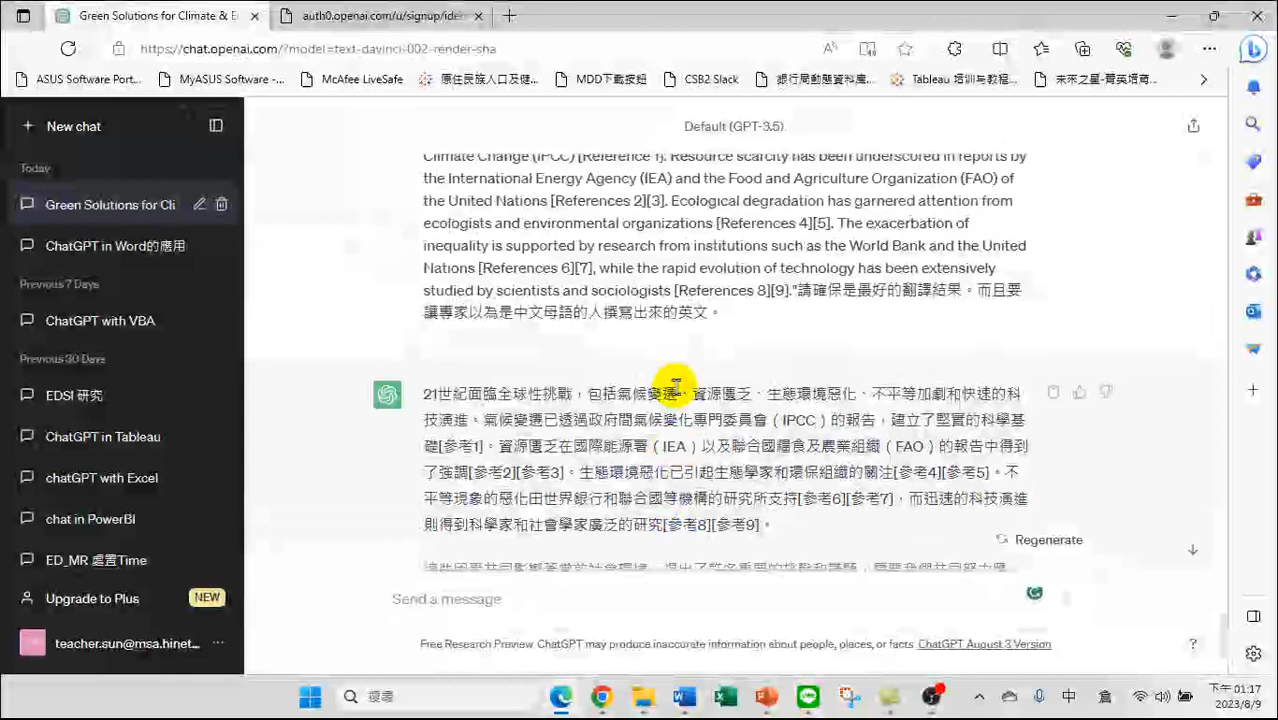 Green Solutions for Climate & E
auth0.openai.com/u/signup/iden
https://chat.openai.com/?model=text-davinci-002-render-sha
ASUS Software Port...
MyASUS Software -...
McAfee LiveSafe
原住民族人口及健...
MDD下載按鈕
CSB2 Slack
銀行局動態資料庫...
Tableau 培训与教程...
未來之星-菁英培育...
New chat
Today
Green Solutions for Cli
ChatGPT in Word的應用
Previous 7 Days
ChatGPT with VBA
Previous 30 Days
EDSI 研究
ChatGPT in Tableau
chatGPT with Excel
chat in PowerBi
ED_MR 處置Time
Upgrade to Plus
NEW
teacher.sun@msa.hinet...
Default (GPT-3.5)
Climate Change (IPCC) [Reference 1]. Resource scarcity has been underscored in reports by
the International Energy Agency (IEA) and the Food and Agriculture Organization (FAO) of
the United Nations [References 2][3]. Ecological degradation has garnered attention from
ecologists and environmental organizations [References 4][5]. The exacerbation of
inequality is supported by research from institutions such as the World Bank and the United
Nations [References 6][7], while the rapid evolution of technology has been extensively
studied by scientists and sociologists [References 8][9]."請確保是最好的翻譯結果。而且要
讓專家以為是中文母語的人撰寫出來的英文。
21世紀面臨全球性挑戰，包括氣候變遷、資源匱乏、生態環境惡化、不平等加劇和快速的科
技演進。氣候變遷已透過政府間氣候變化專門委員會（IPCC）的報告，建立了堅實的科學基
礎[參考1]。資源匱乏在國際能源署（IEA）以及聯合國糧食及農業組織（FAO）的報告中得到
了強調[參考2][參考3]。生態環境惡化已引起生態學家和環保組織的關注[參考4][參考5]。不
平等現象的惡化由世界銀行和聯合國等機構的研究所支持[參考6][參考7]，而迅速的科技演進
則得到科學家和社會學家廣泛的研究[參考8][參考9]。
Regenerate
Send a message
Free Research Preview. ChatGPT may produce inaccurate information about people, places, or facts. ChatGPT August 3 Version
?
搜尋
中
下午 01:17
2023/8/9